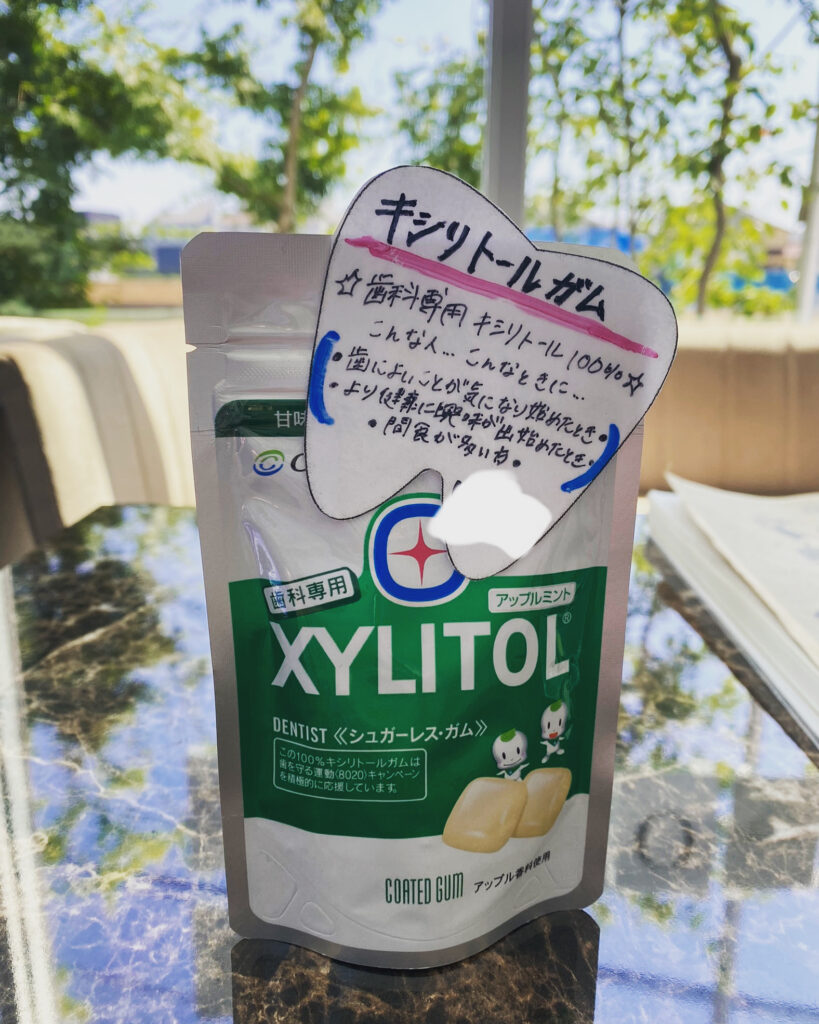 キシリトールガム
☆歯科専用 キシリトール100%☆
こんな人… こんなときに…
・歯によいことが気になり始めたとき・
・より健康に興味が出始めたとき・
・間食が多い方・
甘味
C
歯科専用
アップルミント
XYLITOL®
DENTIST 《シュガーレス・ガム》
この100%キシリトールガムは
歯を守る運動〈8020〉キャンペーン
を積極的に応援しています。
COATED GUM アップル香料使用